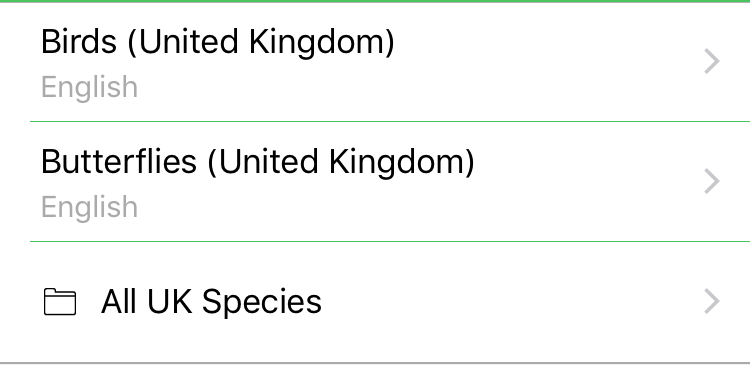 Birds (United Kingdom)
English
Butterflies (United Kingdom)
English
All UK Species